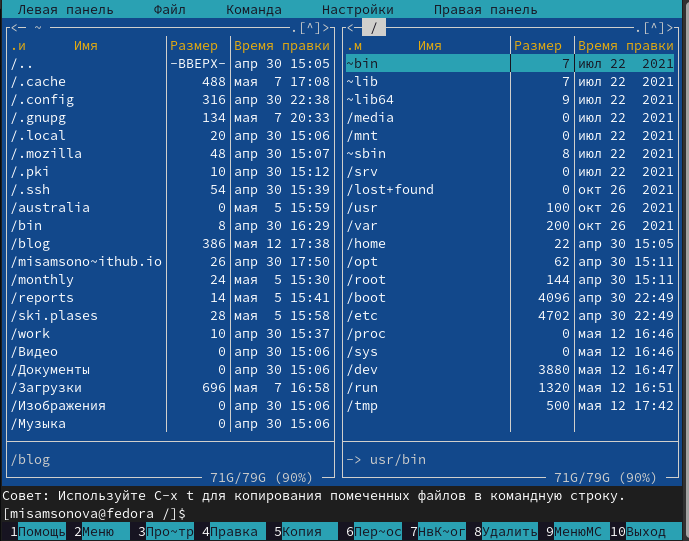 Левая панель Файл Команда Настройки Правая панель
<─ ~ .[^]>
.и Имя Размер Время правки
/.. -ВВЕРХ- апр 30 15:05
/.cache 488 мая 7 17:08
/.config 316 апр 30 22:38
/.gnupg 134 мая 7 20:33
/.local 20 апр 30 15:06
/.mozilla 48 апр 30 15:07
/.pki 10 апр 30 15:12
/.ssh 54 апр 30 15:39
/australia 0 мая 5 15:59
/bin 8 апр 30 16:29
/blog 386 мая 12 17:38
/misamsono~ithub.io 26 апр 30 17:50
/monthly 24 мая 5 15:30
/reports 14 мая 5 15:41
/ski.plases 28 мая 5 15:58
/work 10 апр 30 15:37
/Видео 0 апр 30 15:06
/Документы 0 апр 30 15:06
/Загрузки 696 мая 7 16:58
/Изображения 0 апр 30 15:06
/Музыка 0 апр 30 15:06
/blog
71G/79G (90%)
<─ / .[^]>
.м Имя Размер Время правки
~bin 7 июл 22 2021
~lib 7 июл 22 2021
~lib64 9 июл 22 2021
/media 0 июл 22 2021
/mnt 0 июл 22 2021
~sbin 8 июл 22 2021
/srv 0 июл 22 2021
/lost+found 0 окт 26 2021
/usr 100 окт 26 2021
/var 200 окт 26 2021
/home 22 апр 30 15:05
/opt 62 апр 30 15:11
/root 144 апр 30 15:11
/boot 4096 апр 30 22:49
/etc 4702 апр 30 22:49
/proc 0 мая 12 16:46
/sys 0 мая 12 16:46
/dev 3880 мая 12 16:47
/run 1320 мая 12 16:51
/tmp 500 мая 12 17:42
-> usr/bin
71G/79G (90%)
Совет: Используйте C-x t для копирования помеченных файлов в командную строку.
[misamsonova@fedora /]$
1Помощь 2Меню 3Про~тр 4Правка 5Копия 6Пер~ос 7НвК~ог 8Удалить 9МенюМС 10Выход